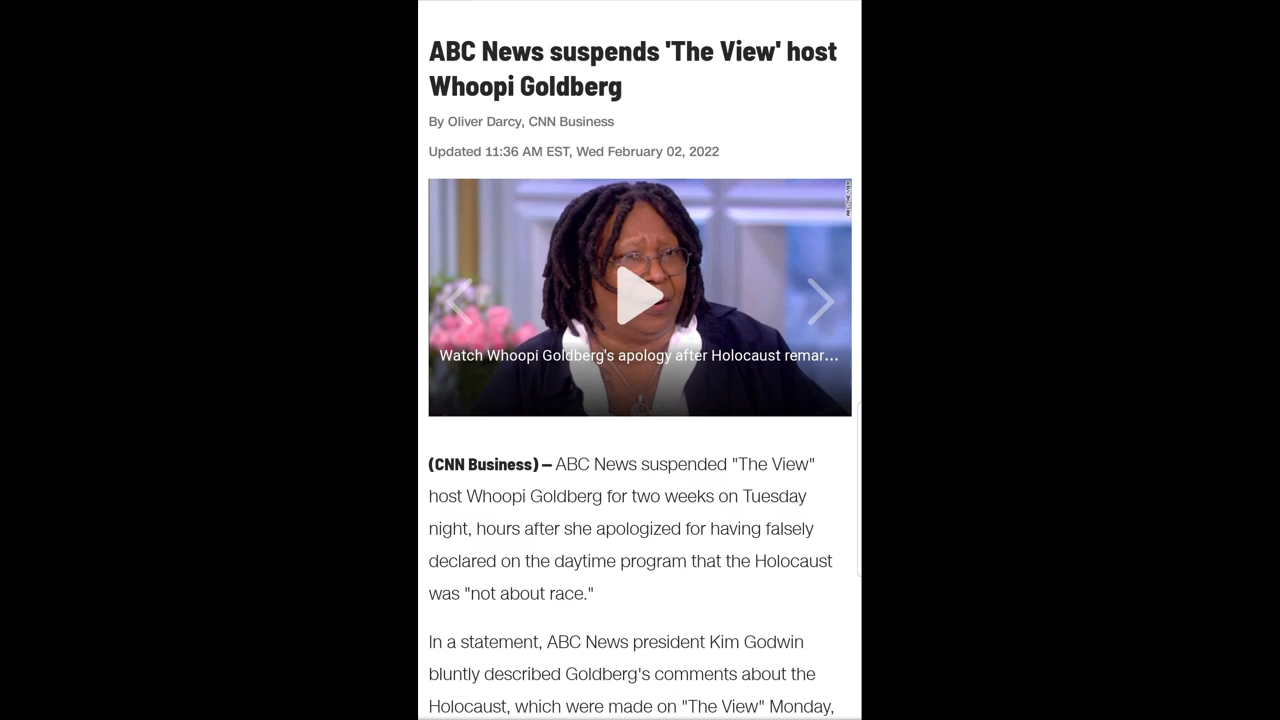 ABC News suspends 'The View' host
Whoopi Goldberg
By Oliver Darcy, CNN Business
Updated 11:36 AM EST, Wed February 02, 2022
Watch Whoopi Goldberg's apology after Holocaust remar...
(CNN Business) — ABC News suspended "The View"
host Whoopi Goldberg for two weeks on Tuesday
night, hours after she apologized for having falsely
declared on the daytime program that the Holocaust
was "not about race."
In a statement, ABC News president Kim Godwin
bluntly described Goldberg's comments about the
Holocaust, which were made on "The View" Monday,